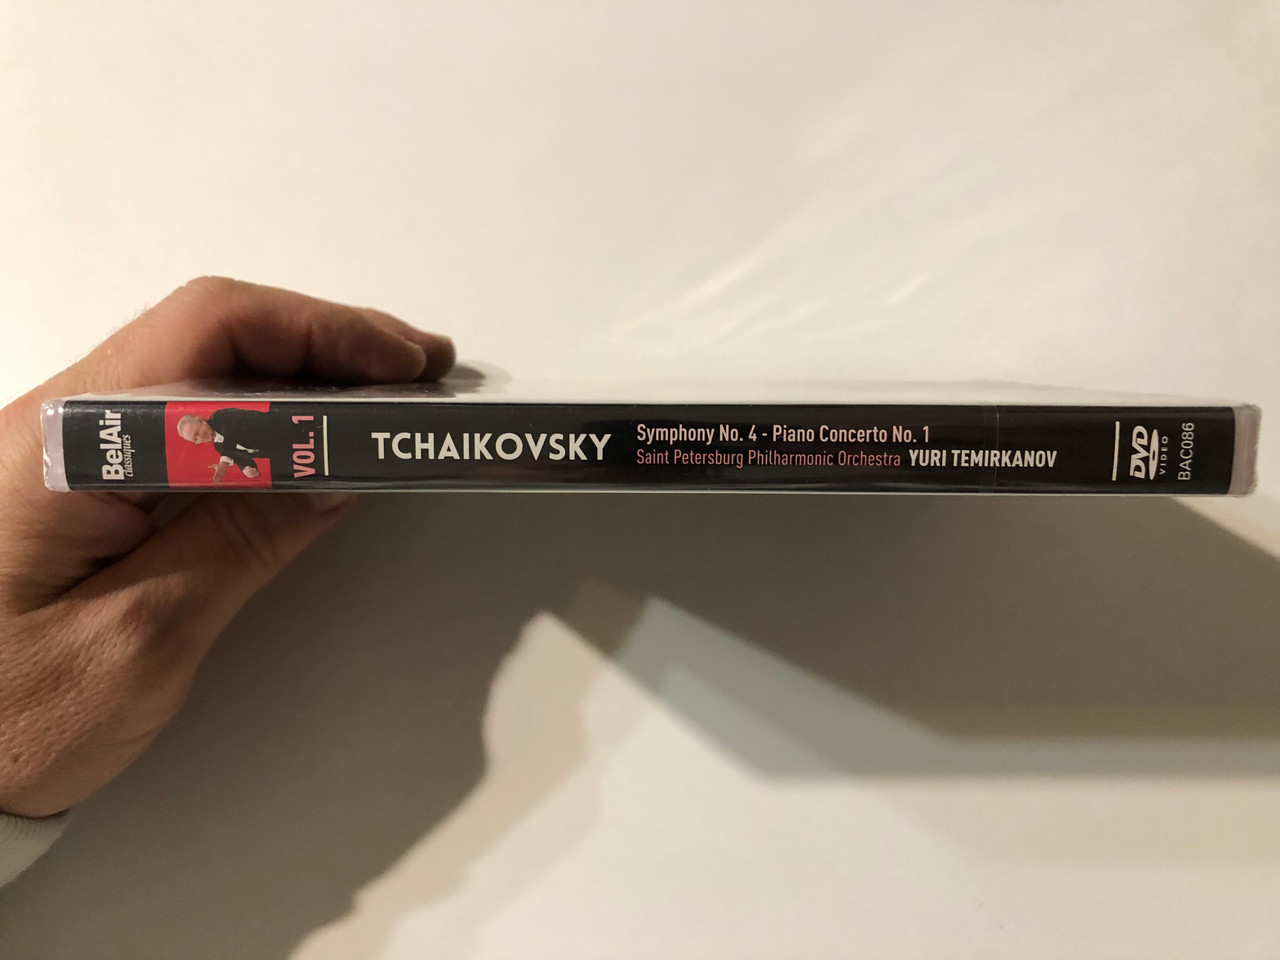 BelAir
classiques
VOL. 1
TCHAIKOVSKY
Symphony No. 4 - Piano Concerto No. 1
Saint Petersburg Philharmonic Orchestra YURI TEMIRKANOV
DVD
VIDEO
BAC086